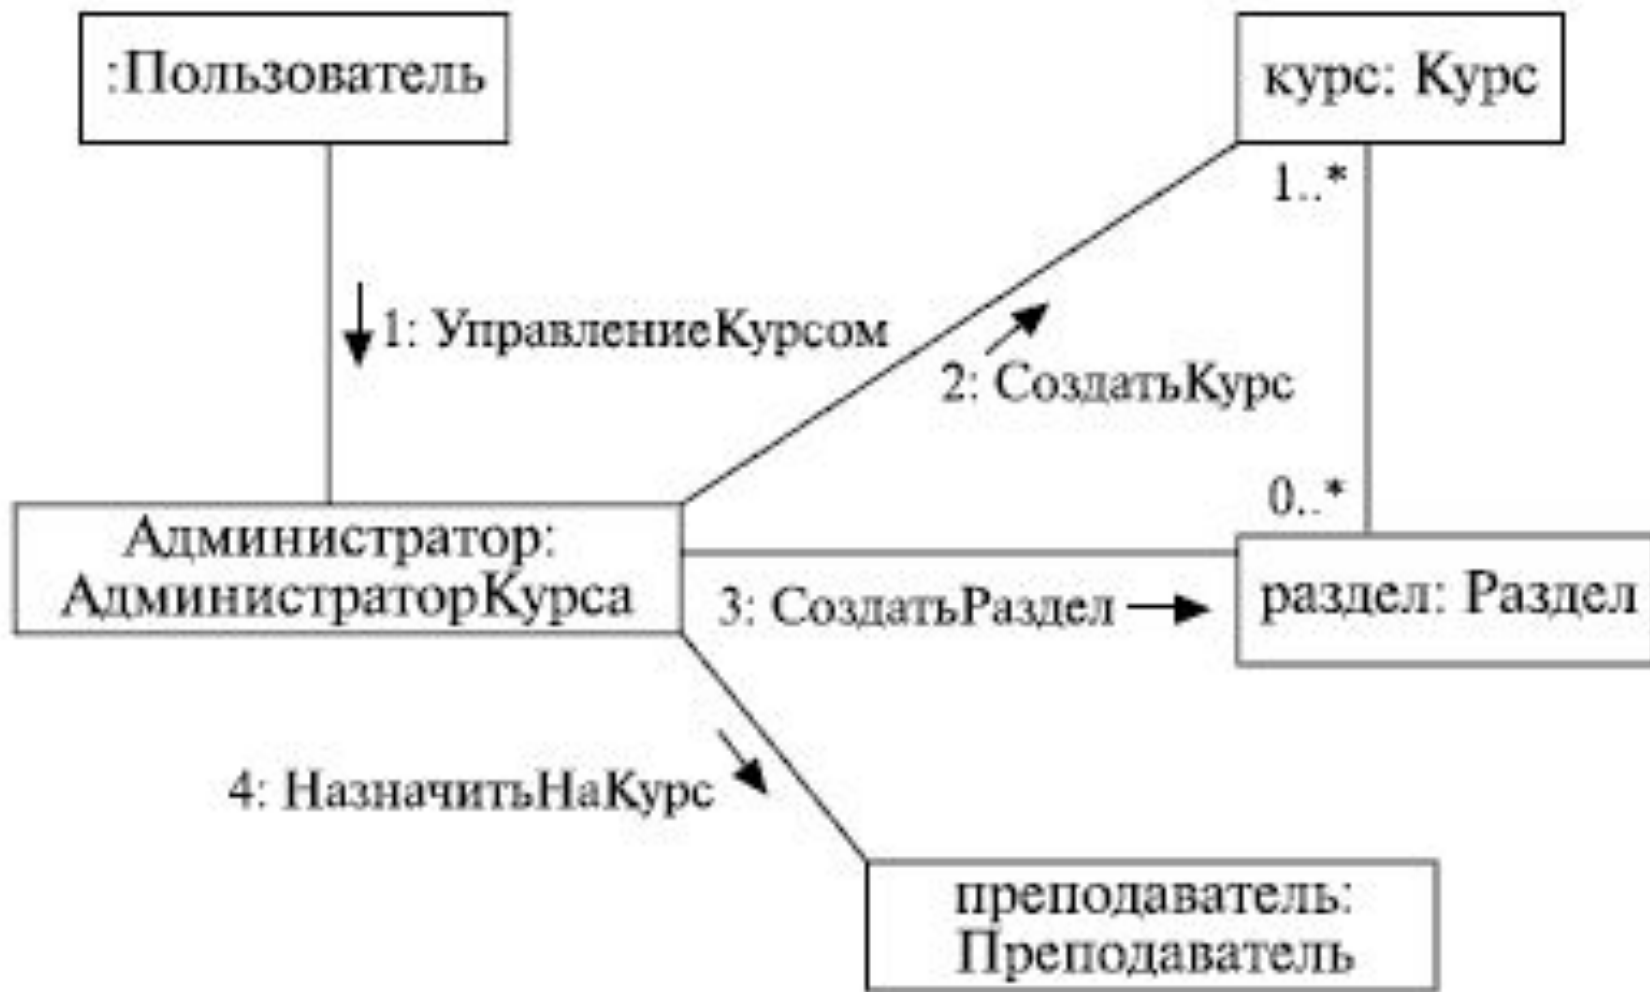 :Пользователь
курс: Курс
1..*
1: УправлениеКурсом
2: СоздатьКурс
0..*
Администратор:
АдминистраторКурса
3: СоздатьРаздел
раздел: Раздел
4: НазначитьНаКурс
преподаватель:
Преподаватель